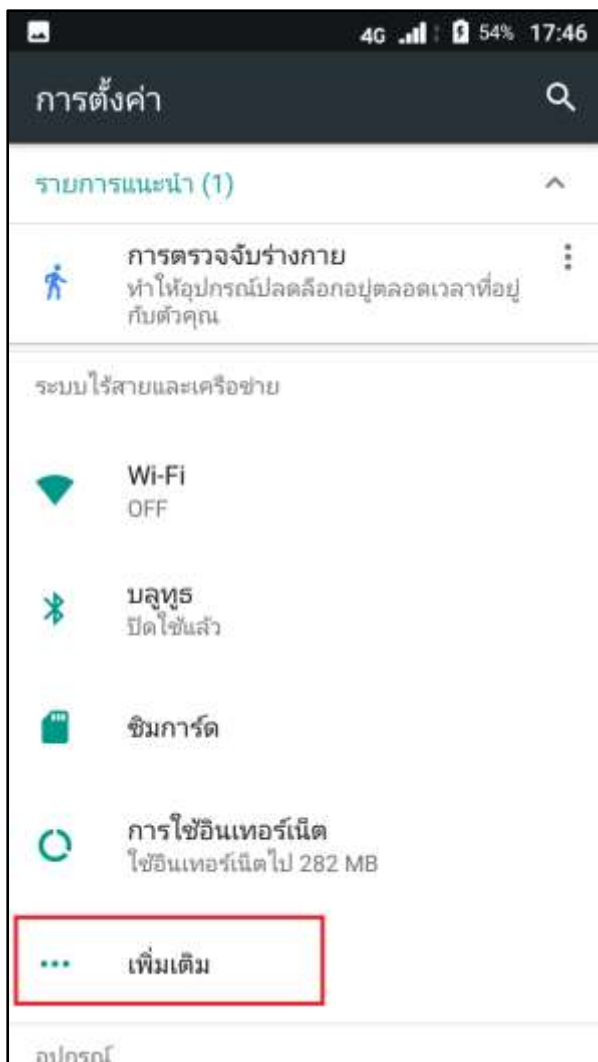 4G 54% 17:46
การตั้งค่า
รายการแนะนำ (1)
การตรวจจับร่างกาย
ทำให้อุปกรณ์ปลดล็อกอยู่ตลอดเวลาที่อยู่
กับตัวคุณ
ระบบไร้สายและเครือข่าย
Wi-Fi
OFF
บลูทูธ
ปิดใช้แล้ว
ซิมการ์ด
การใช้อินเทอร์เน็ต
ใช้อินเทอร์เน็ตไป 282 MB
เพิ่มเติม
อุปกรณ์